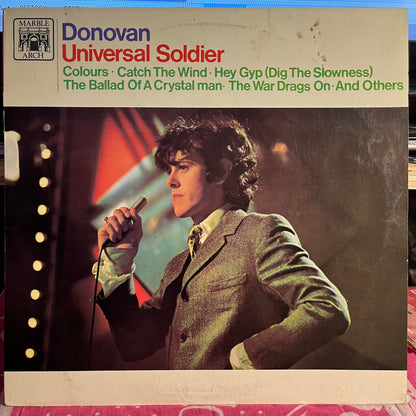 MARBLE
ARCH
Donovan
Universal Soldier
Colours · Catch The Wind · Hey Gyp (Dig The Slowness)
The Ballad Of A Crystal man · The War Drags On · And Others